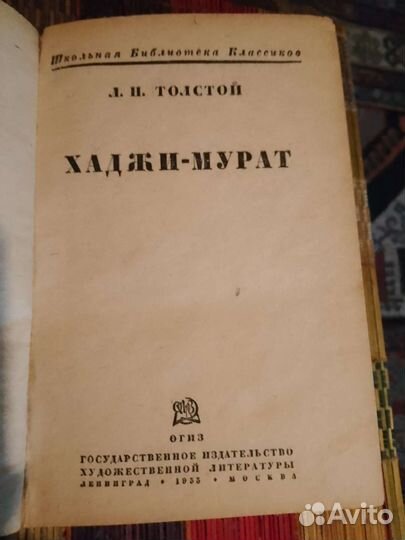 Школьная Библиотека Классиков
Л. Н. ТОЛСТОЙ
ХАДЖИ-МУРАТ
ОГИЗ
ГОСУДАРСТВЕННОЕ ИЗДАТЕЛЬСТВО
ХУДОЖЕСТВЕННОЙ ЛИТЕРАТУРЫ
ЛЕНИНГРАД • 1933 • МОСКВА
Avito